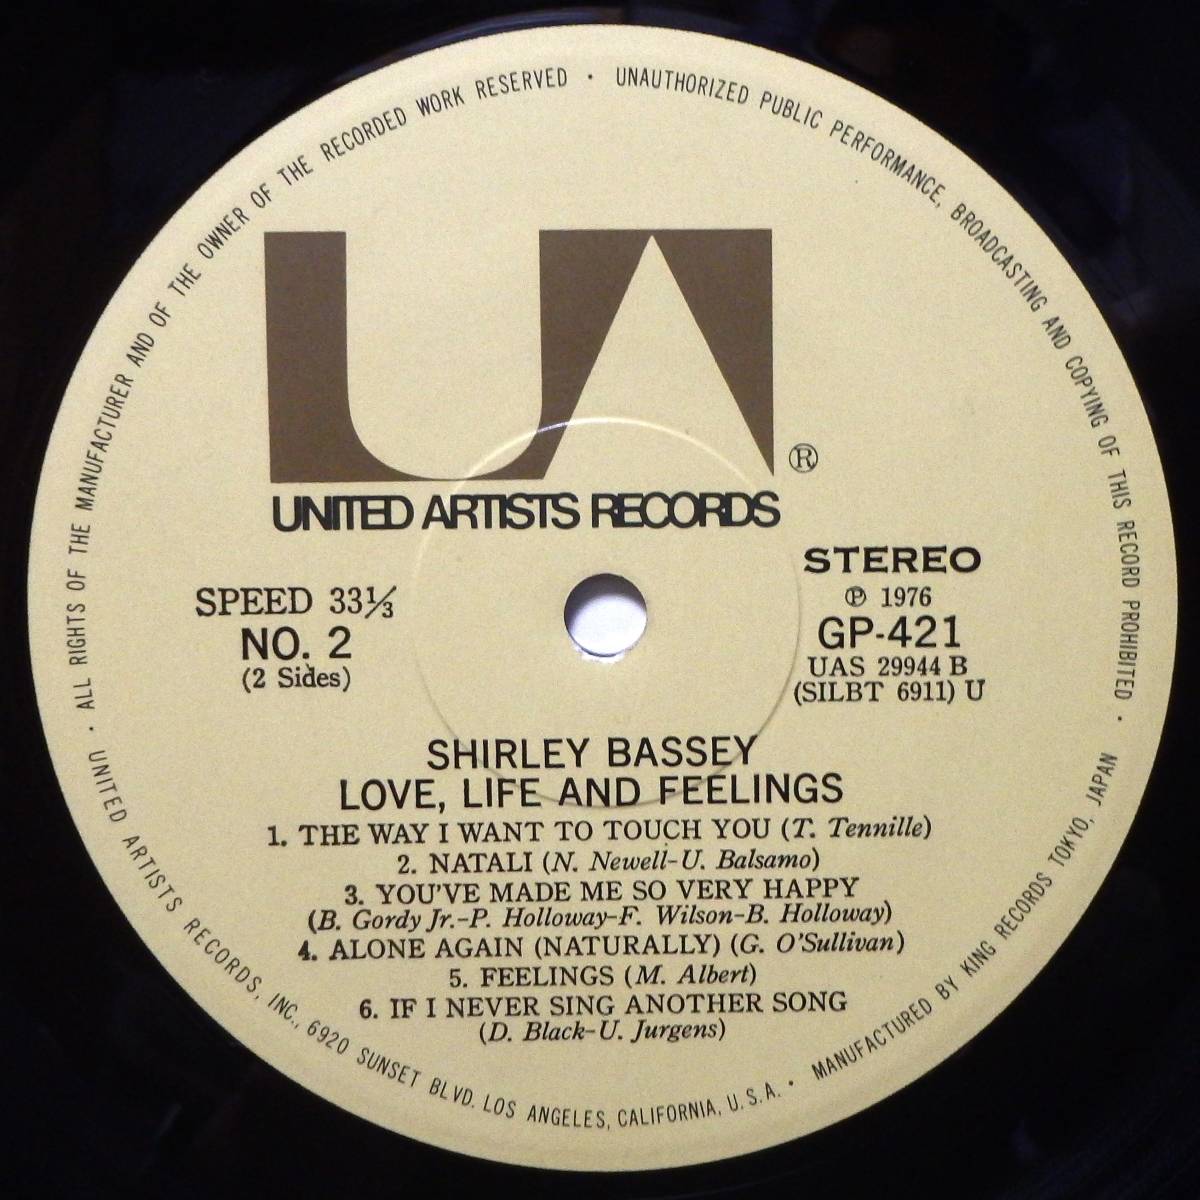 · ALL RIGHTS OF THE MANUFACTURER AND OF THE OWNER OF THE RECORDED WORK RESERVED · UNAUTHORIZED PUBLIC PERFORMANCE, BROADCASTING AND COPYING OF THIS RECORD PROHIBITED ·
UA ®
UNITED ARTISTS RECORDS
SPEED 33⅓
NO. 2
(2 Sides)
STEREO
℗ 1976
GP-421
UAS 29944 B
(SILBT 6911) U
SHIRLEY BASSEY
LOVE, LIFE AND FEELINGS
1. THE WAY I WANT TO TOUCH YOU (T. Tennille)
2. NATALI (N. Newell-U. Balsamo)
3. YOU'VE MADE ME SO VERY HAPPY
(B. Gordy Jr.-P. Holloway-F. Wilson-B. Holloway)
4. ALONE AGAIN (NATURALLY) (G. O'Sullivan)
5. FEELINGS (M. Albert)
6. IF I NEVER SING ANOTHER SONG
(D. Black-U. Jurgens)
UNITED ARTISTS RECORDS, INC., 6920 SUNSET BLVD. LOS ANGELES, CALIFORNIA, U.S.A. · MANUFACTURED BY KING RECORDS TOKYO, JAPAN